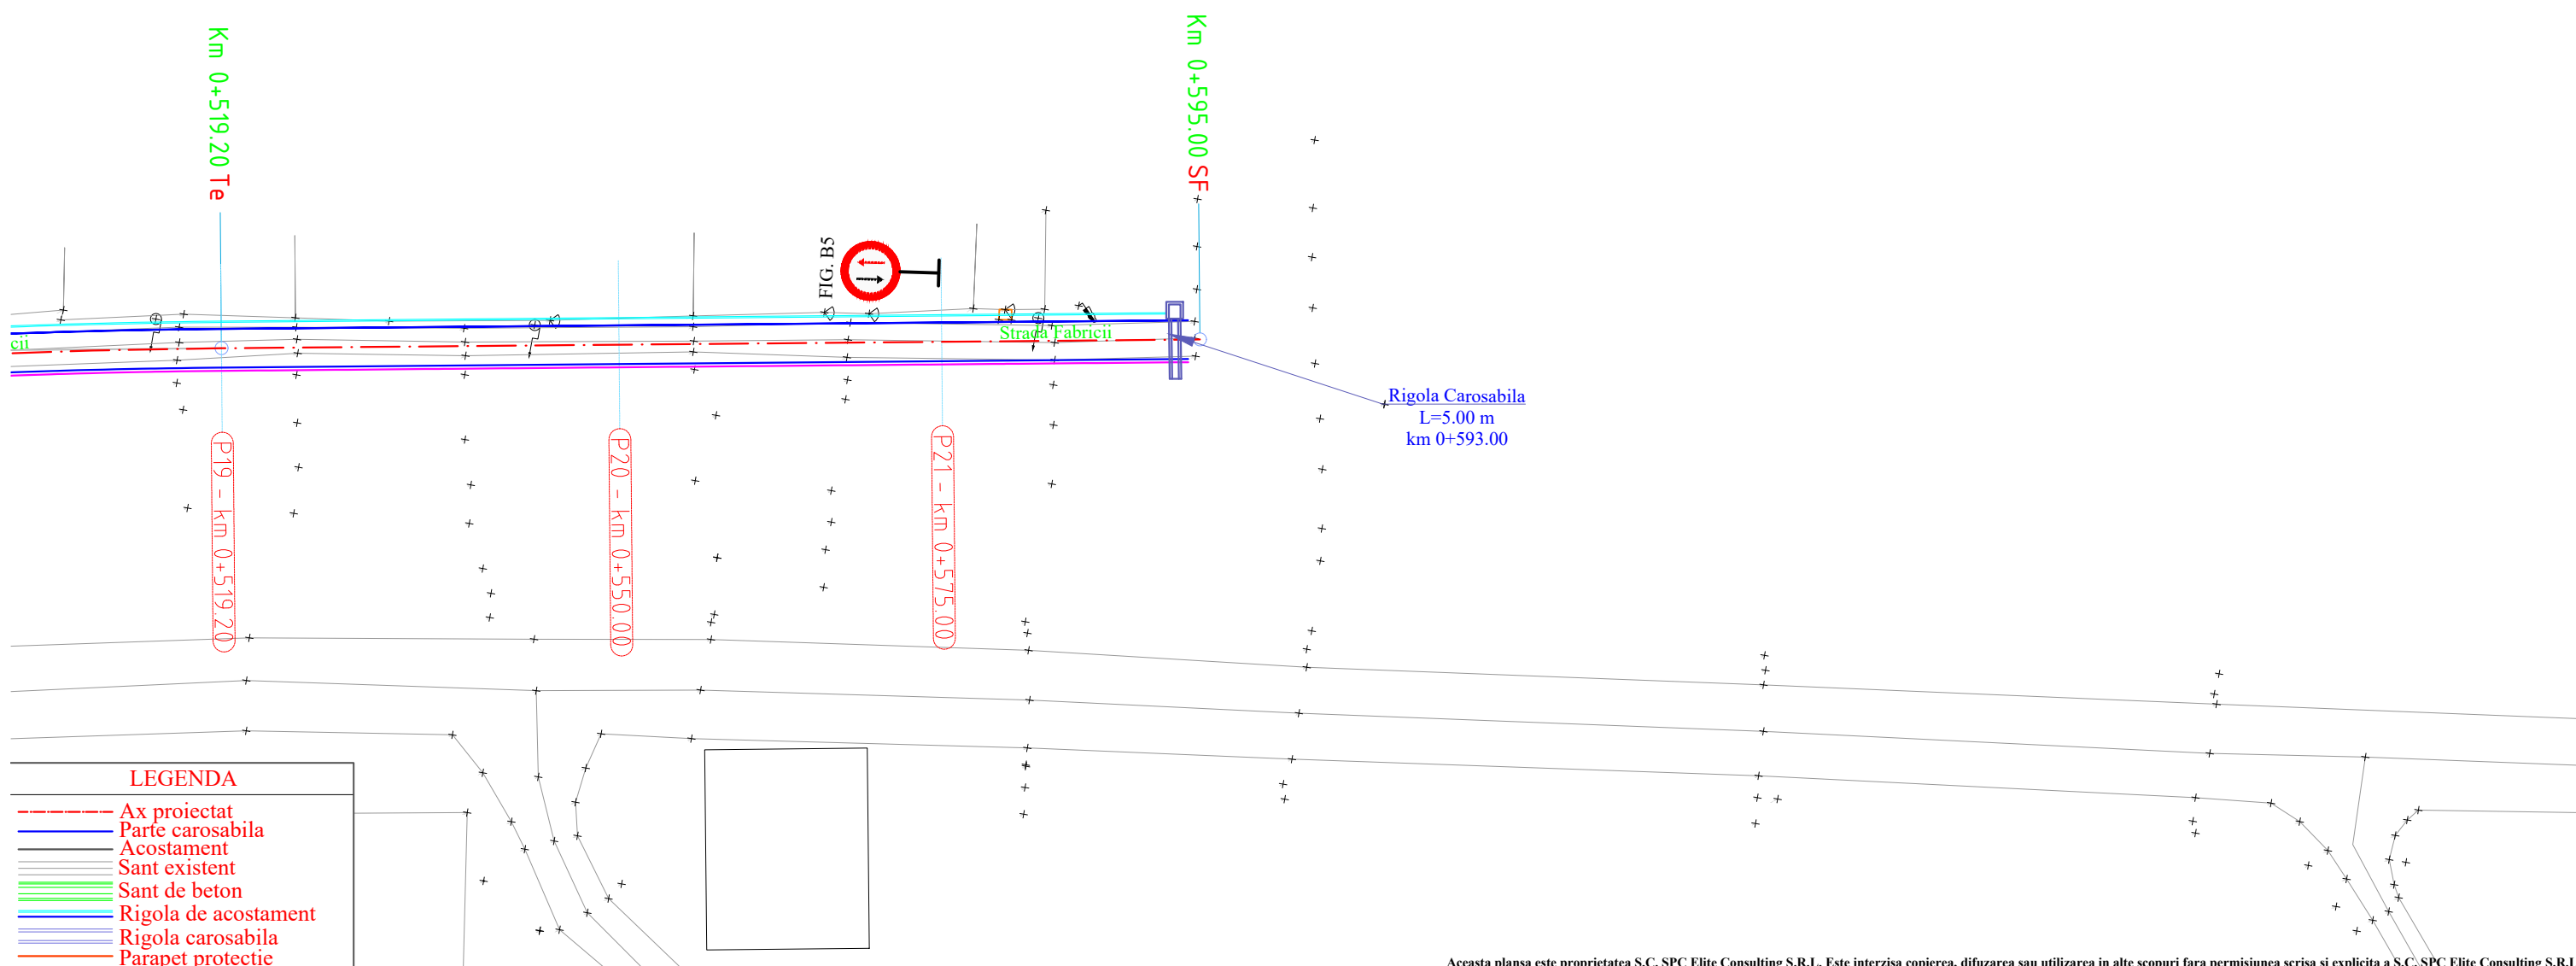 Km 0+519.20 Te
Km 0+595.00 SF
FIG. B5
cii
Strada Fabricii
Rigola Carosabila
L=5.00 m
km 0+593.00
P19 - km 0+519.20
P20 - km 0+550.00
P21 - km 0+575.00
LEGENDA
Ax proiectat
Parte carosabila
Acostament
Sant existent
Sant de beton
Rigola de acostament
Rigola carosabila
Parapet protectie
Aceasta plansa este proprietatea S.C. SPC Elite Consulting S.R.L. Este interzisa copierea, difuzarea sau utilizarea in alte scopuri fara permisiunea scrisa si explicita a S.C. SPC Elite Consulting S.R.L